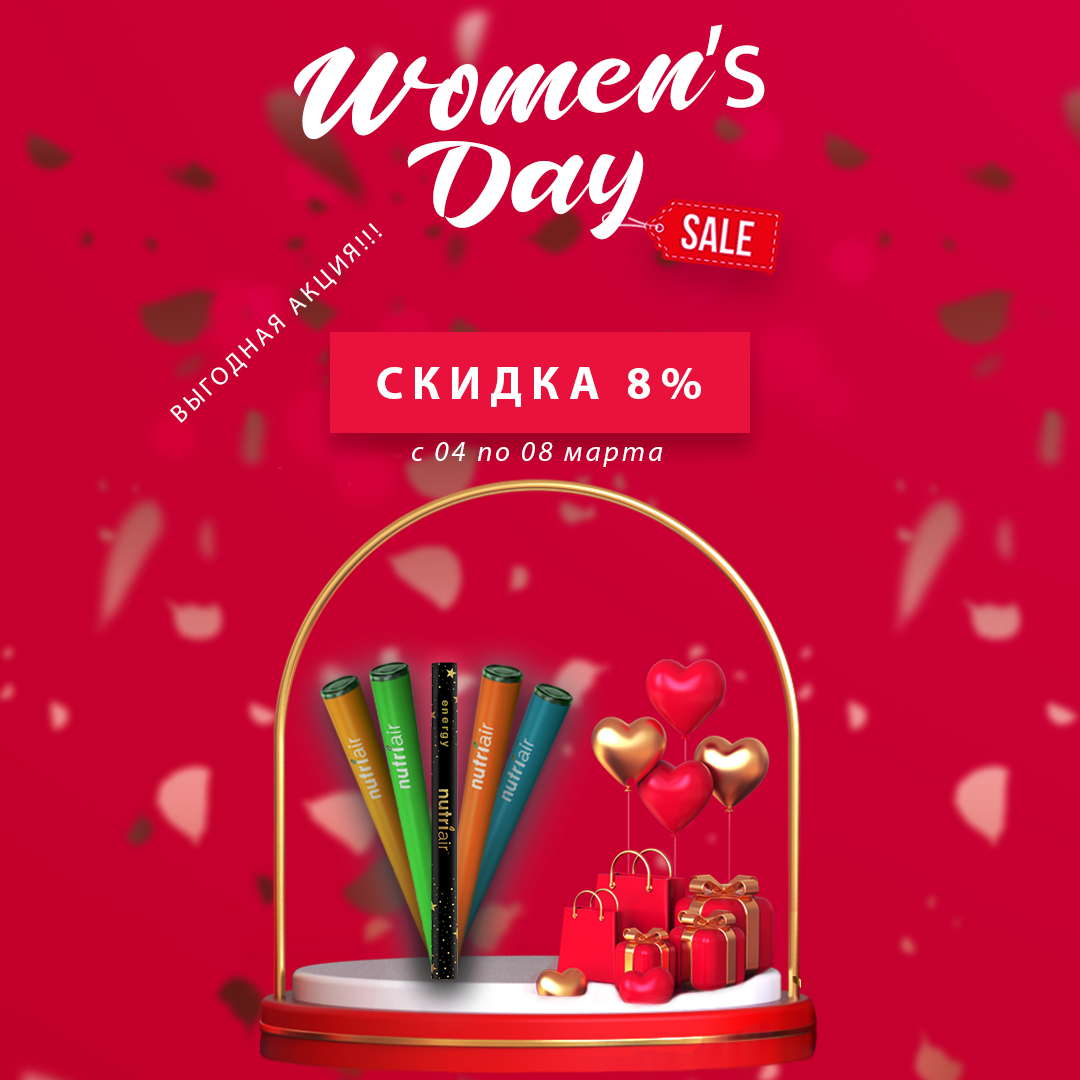 Women's
Day
SALE
ВЫГОДНАЯ АКЦИЯ!!!
СКИДКА 8%
с 04 по 08 марта
nutriair
nutriair
energy nutriair
nutriair
nutriair